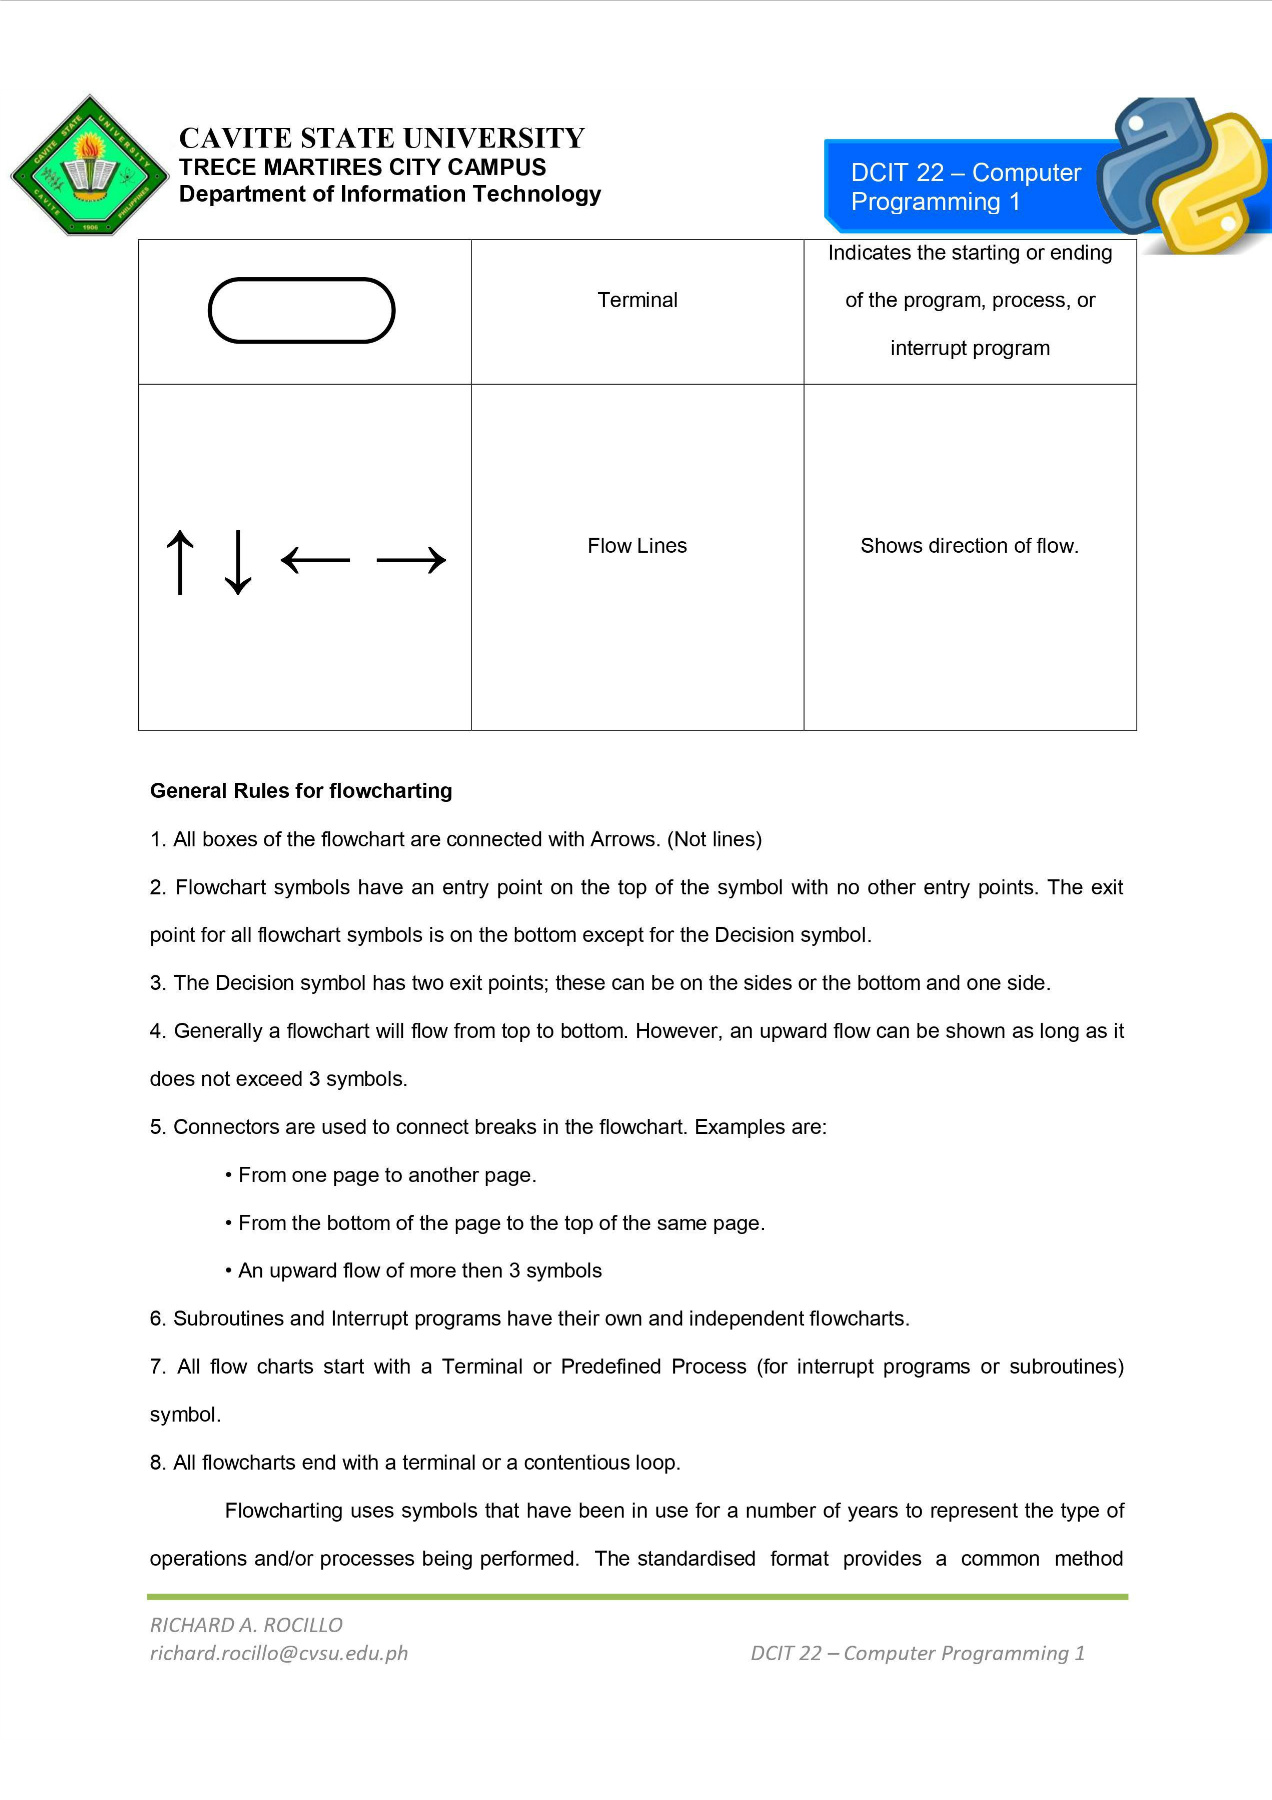 CAVITE STATE UNIVERSITY
TRECE MARTIRES CITY CAMPUS
Department of Information Technology
CAVITE STATE UNIVERSITY
CAVITE
PHILIPPINES
1906
DCIT 22 – Computer
Programming 1
Terminal
Indicates the starting or ending
of the program, process, or
interrupt program
Flow Lines
Shows direction of flow.
General Rules for flowcharting
1. All boxes of the flowchart are connected with Arrows. (Not lines)
2. Flowchart symbols have an entry point on the top of the symbol with no other entry points. The exit
point for all flowchart symbols is on the bottom except for the Decision symbol.
3. The Decision symbol has two exit points; these can be on the sides or the bottom and one side.
4. Generally a flowchart will flow from top to bottom. However, an upward flow can be shown as long as it
does not exceed 3 symbols.
5. Connectors are used to connect breaks in the flowchart. Examples are:
• From one page to another page.
• From the bottom of the page to the top of the same page.
• An upward flow of more then 3 symbols
6. Subroutines and Interrupt programs have their own and independent flowcharts.
7. All flow charts start with a Terminal or Predefined Process (for interrupt programs or subroutines)
symbol.
8. All flowcharts end with a terminal or a contentious loop.
Flowcharting uses symbols that have been in use for a number of years to represent the type of
operations and/or processes being performed. The standardised format provides a common method
RICHARD A. ROCILLO
richard.rocillo@cvsu.edu.ph
DCIT 22 – Computer Programming 1